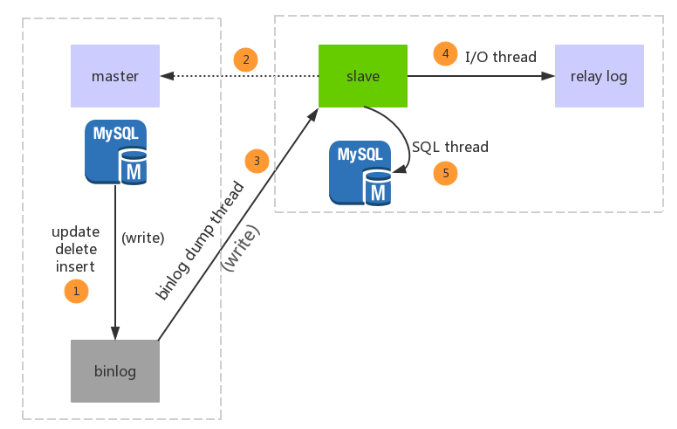 master
2
slave
4
I/O thread
relay log
MySQL
M
3
MySQL
M
SQL thread
5
update
delete
insert
(write)
1
binlog dump thread
(write)
binlog